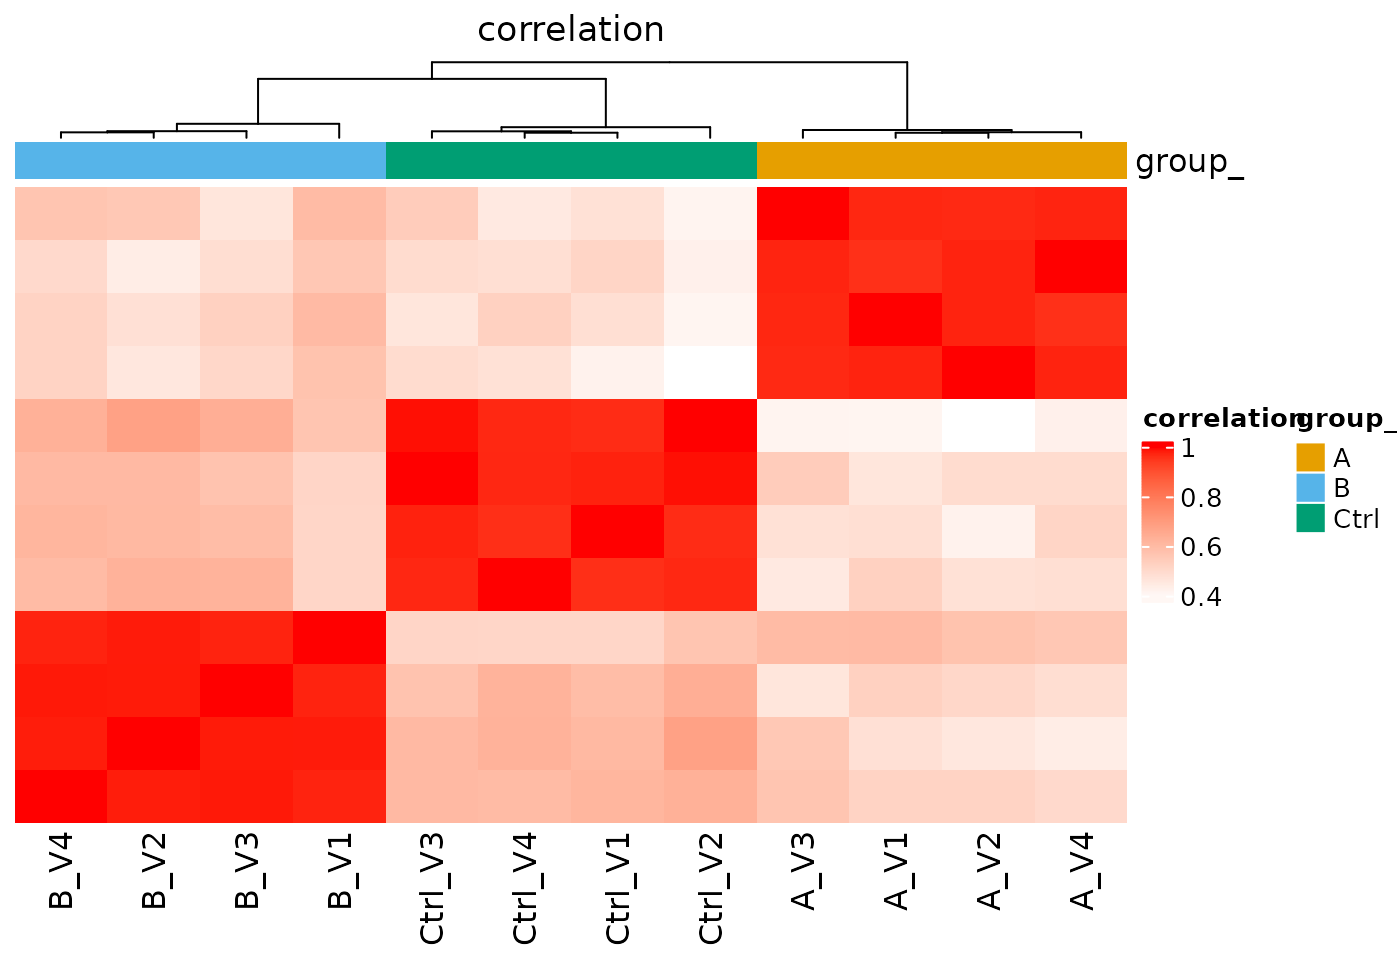 correlation
group_
correlation
1
0.8
0.6
0.4
group_
A
B
Ctrl
B_V4
B_V2
B_V3
B_V1
Ctrl_V3
Ctrl_V4
Ctrl_V1
Ctrl_V2
A_V3
A_V1
A_V2
A_V4